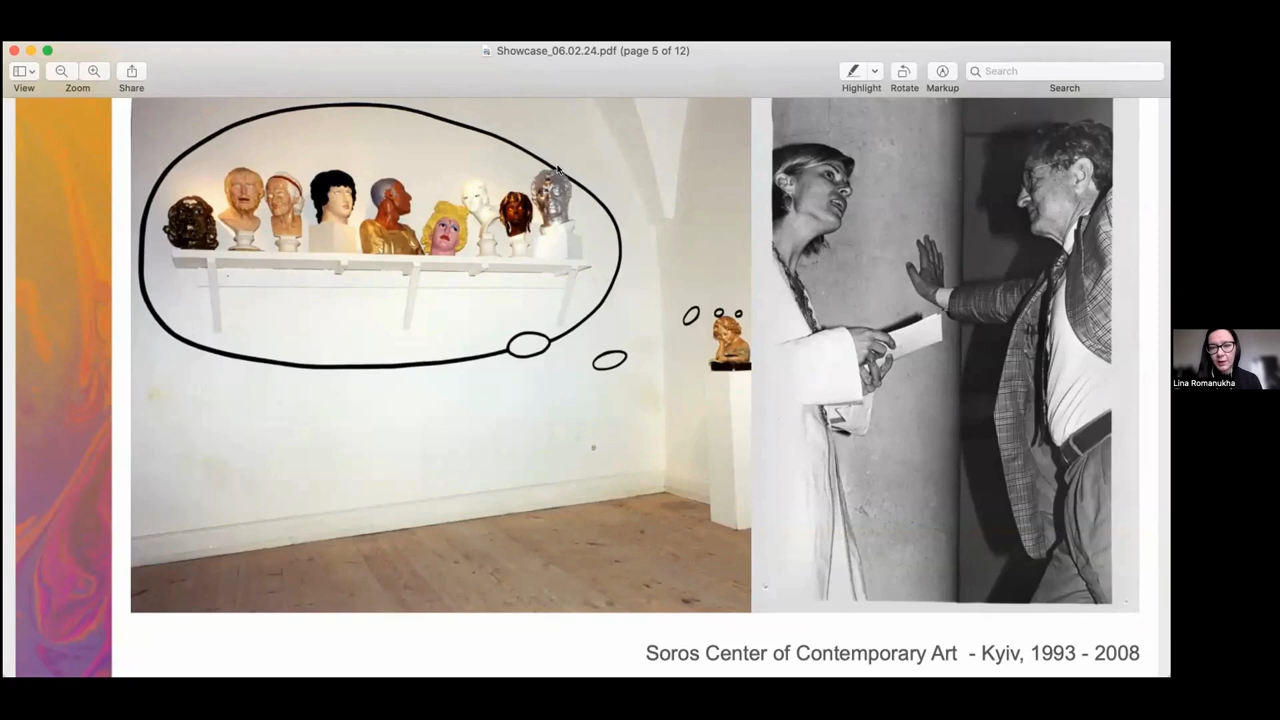 Showcase_06.02.24.pdf (page 5 of 12)
View
Zoom
Share
Highlight
Rotate
Markup
Search
Search
Lina Romanukha
Soros Center of Contemporary Art - Kyiv, 1993 - 2008